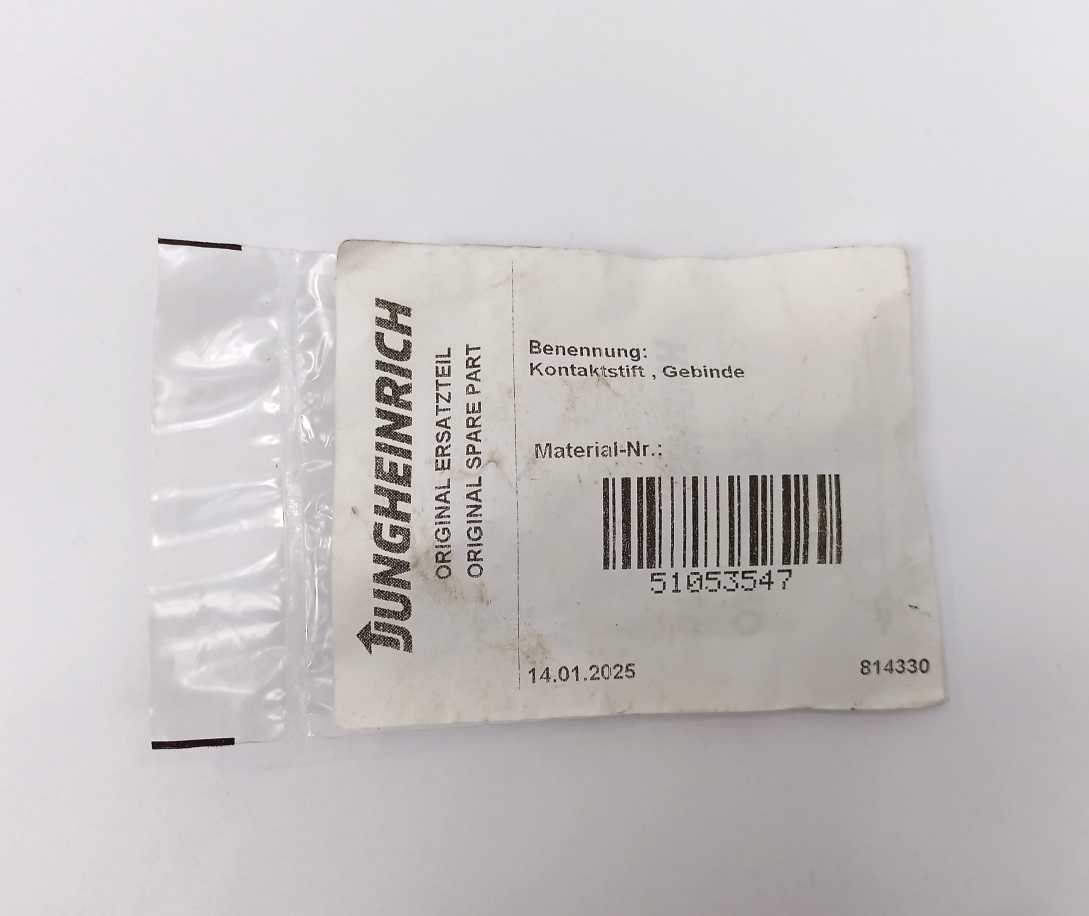 JUNGHEINRICH
ORIGINAL ERSATZTEIL
ORIGINAL SPARE PART
Benennung:
Kontaktstift , Gebinde
Material-Nr.:
51053547
14.01.2025
814330